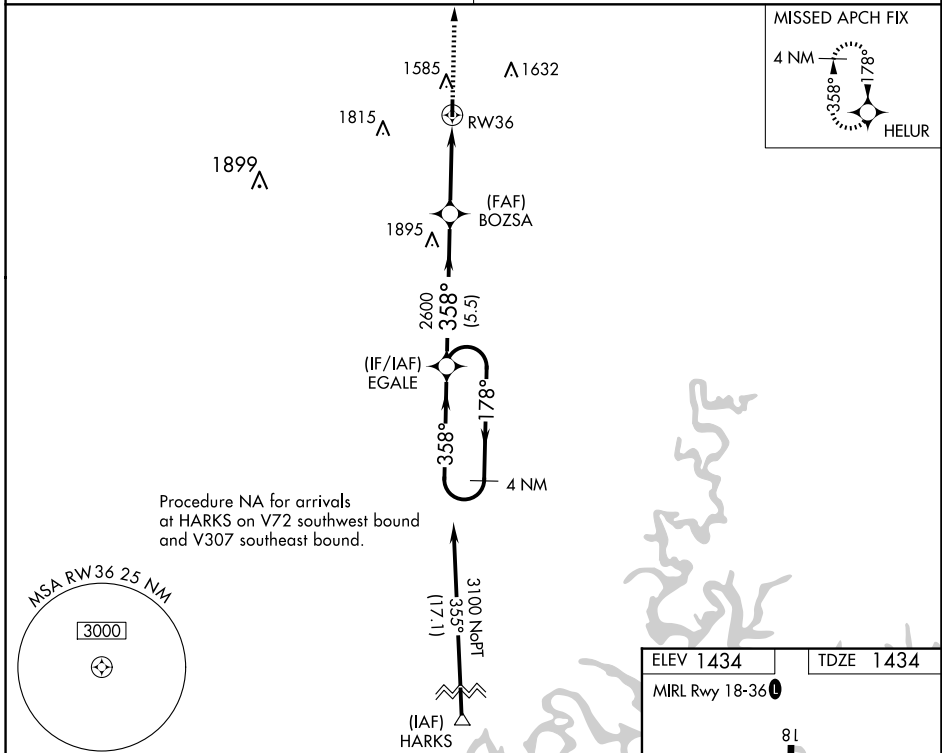 MISSED APCH FIX
4 NM
358°
178°
HELUR
1585
1632
1815
RW36
1899
(FAF)
BOZSA
1895
2600
358°
(5.5)
(IF/IAF)
EGALE
178°
358°
4 NM
Procedure NA for arrivals
at HARKS on V72 southwest bound
and V307 southeast bound.
3100 NoPT
355°
(17.1)
MSA RW36 25 NM
3000
(IAF)
HARKS
ELEV 1434
TDZE 1434
MIRL Rwy 18-36 L
18